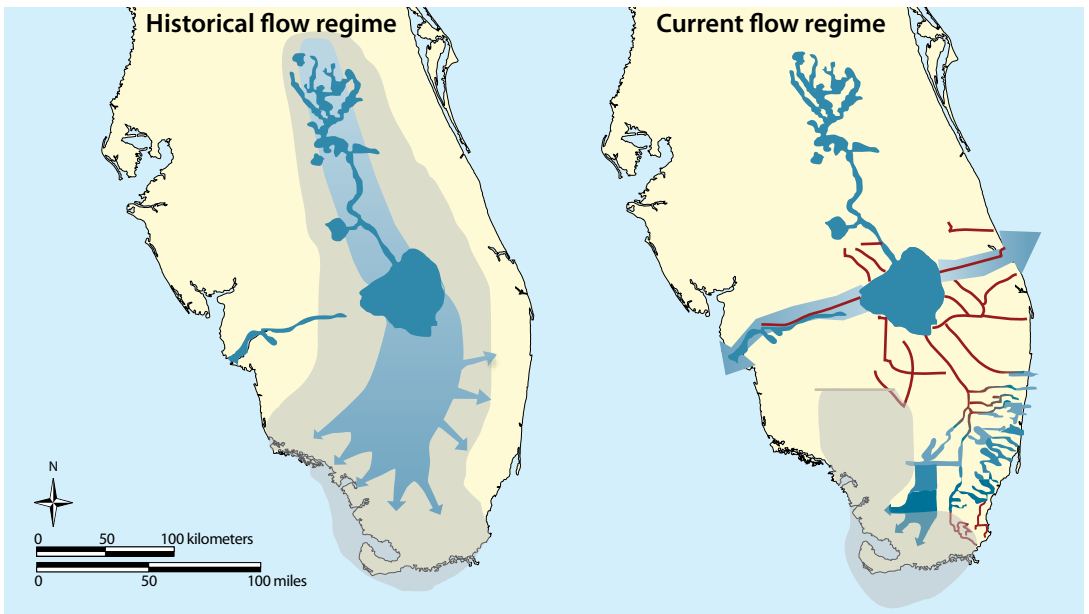 Historical flow regime
Current flow regime
N
0 50 100 kilometers
0 50 100 miles